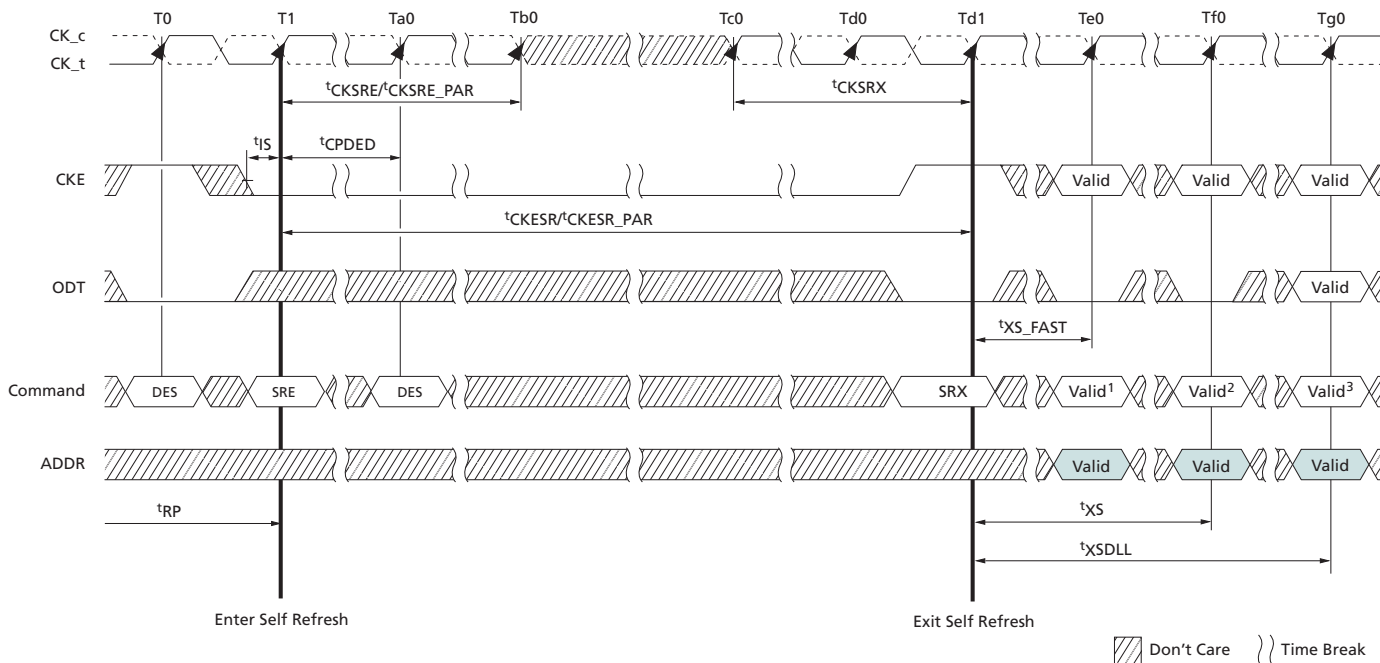 T0 T1 Ta0 Tb0 Tc0 Td0 Td1 Te0 Tf0 Tg0
CK_c
CK_t
tCKSRE/tCKSRE_PAR tCKSRX
tIS tCPDED
CKE Valid Valid Valid
tCKESR/tCKESR_PAR
ODT Valid
tXS_FAST
Command DES SRE DES SRX Valid1 Valid2 Valid3
ADDR Valid Valid Valid
tRP tXS
tXSDLL
Enter Self Refresh Exit Self Refresh
Don't Care Time Break